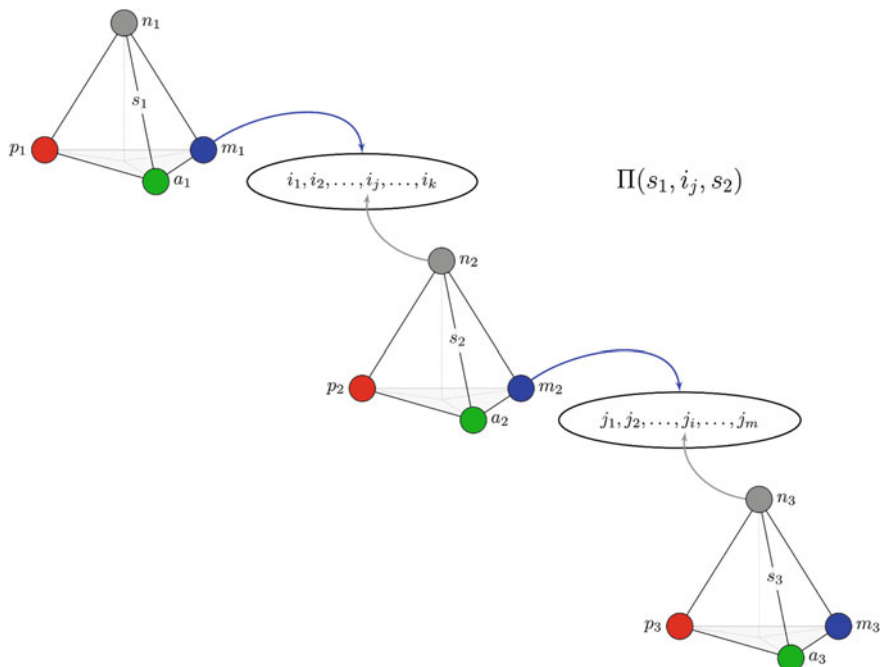 n₁
s₁
p₁
m₁
a₁
i₁, i₂, . . . , iⱼ, . . . , iₖ
Π(s₁, iⱼ, s₂)
n₂
s₂
p₂
m₂
a₂
j₁, j₂, . . . , jᵢ, . . . , jₘ
n₃
s₃
p₃
m₃
a₃